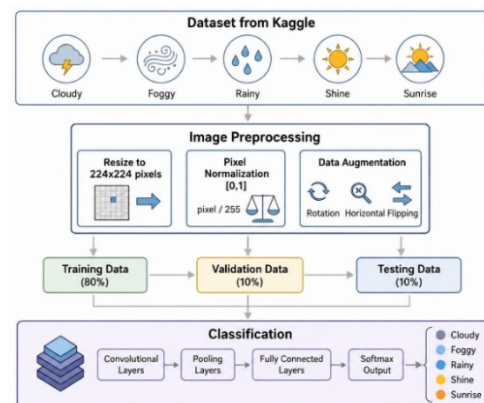 Dataset from Kaggle
Cloudy
Foggy
Rainy
Shine
Sunrise
Image Preprocessing
Resize to
224x224 pixels
Pixel
Normalization
[0,1]
pixel / 255
Data Augmentation
Rotation
Horizontal Flipping
Training Data
(80%)
Validation Data
(10%)
Testing Data
(10%)
Classification
Convolutional
Layers
Pooling
Layers
Fully Connected
Layers
Softmax
Output
Cloudy
Foggy
Rainy
Shine
Sunrise